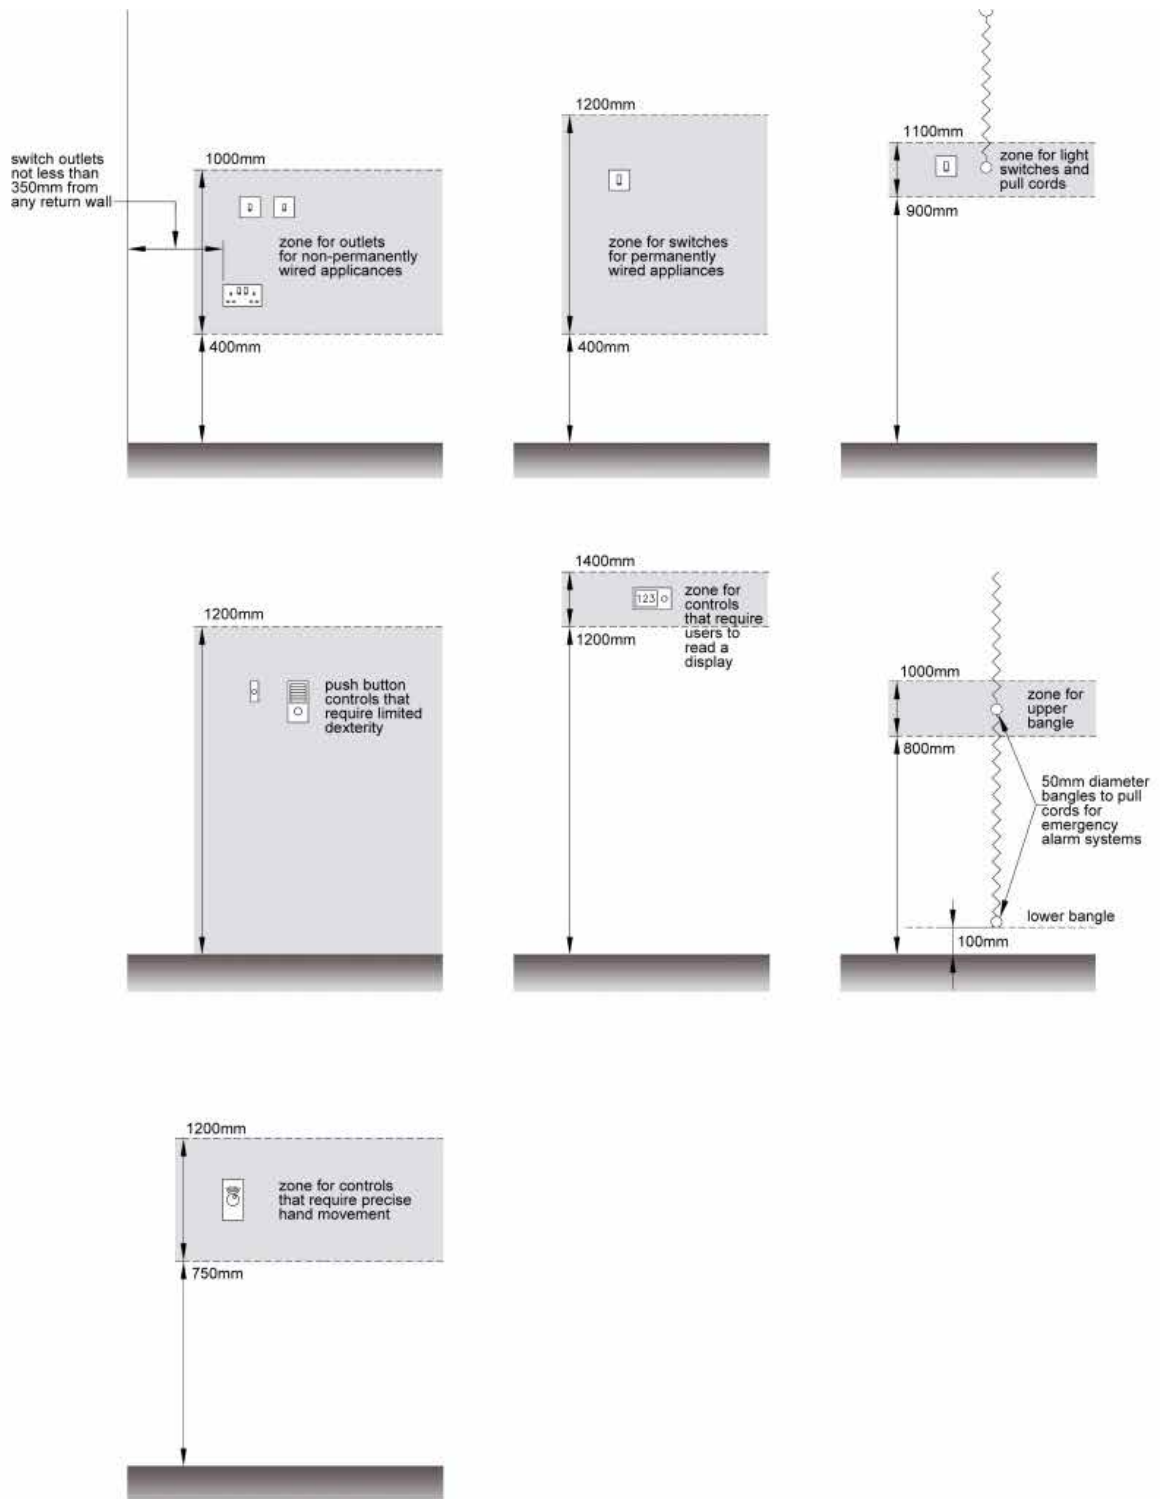 switch outlets
not less than
350mm from
any return wall
1000mm
zone for outlets
for non-permanently
wired applicances
400mm
1200mm
zone for switches
for permanently
wired appliances
400mm
1100mm
zone for light
switches and
pull cords
900mm
1200mm
push button
controls that
require limited
dexterity
1400mm
123
zone for
controls
that require
users to
read a
display
1200mm
1000mm
zone for
upper
bangle
800mm
50mm diameter
bangles to pull
cords for
emergency
alarm systems
lower bangle
100mm
1200mm
zone for controls
that require precise
hand movement
750mm